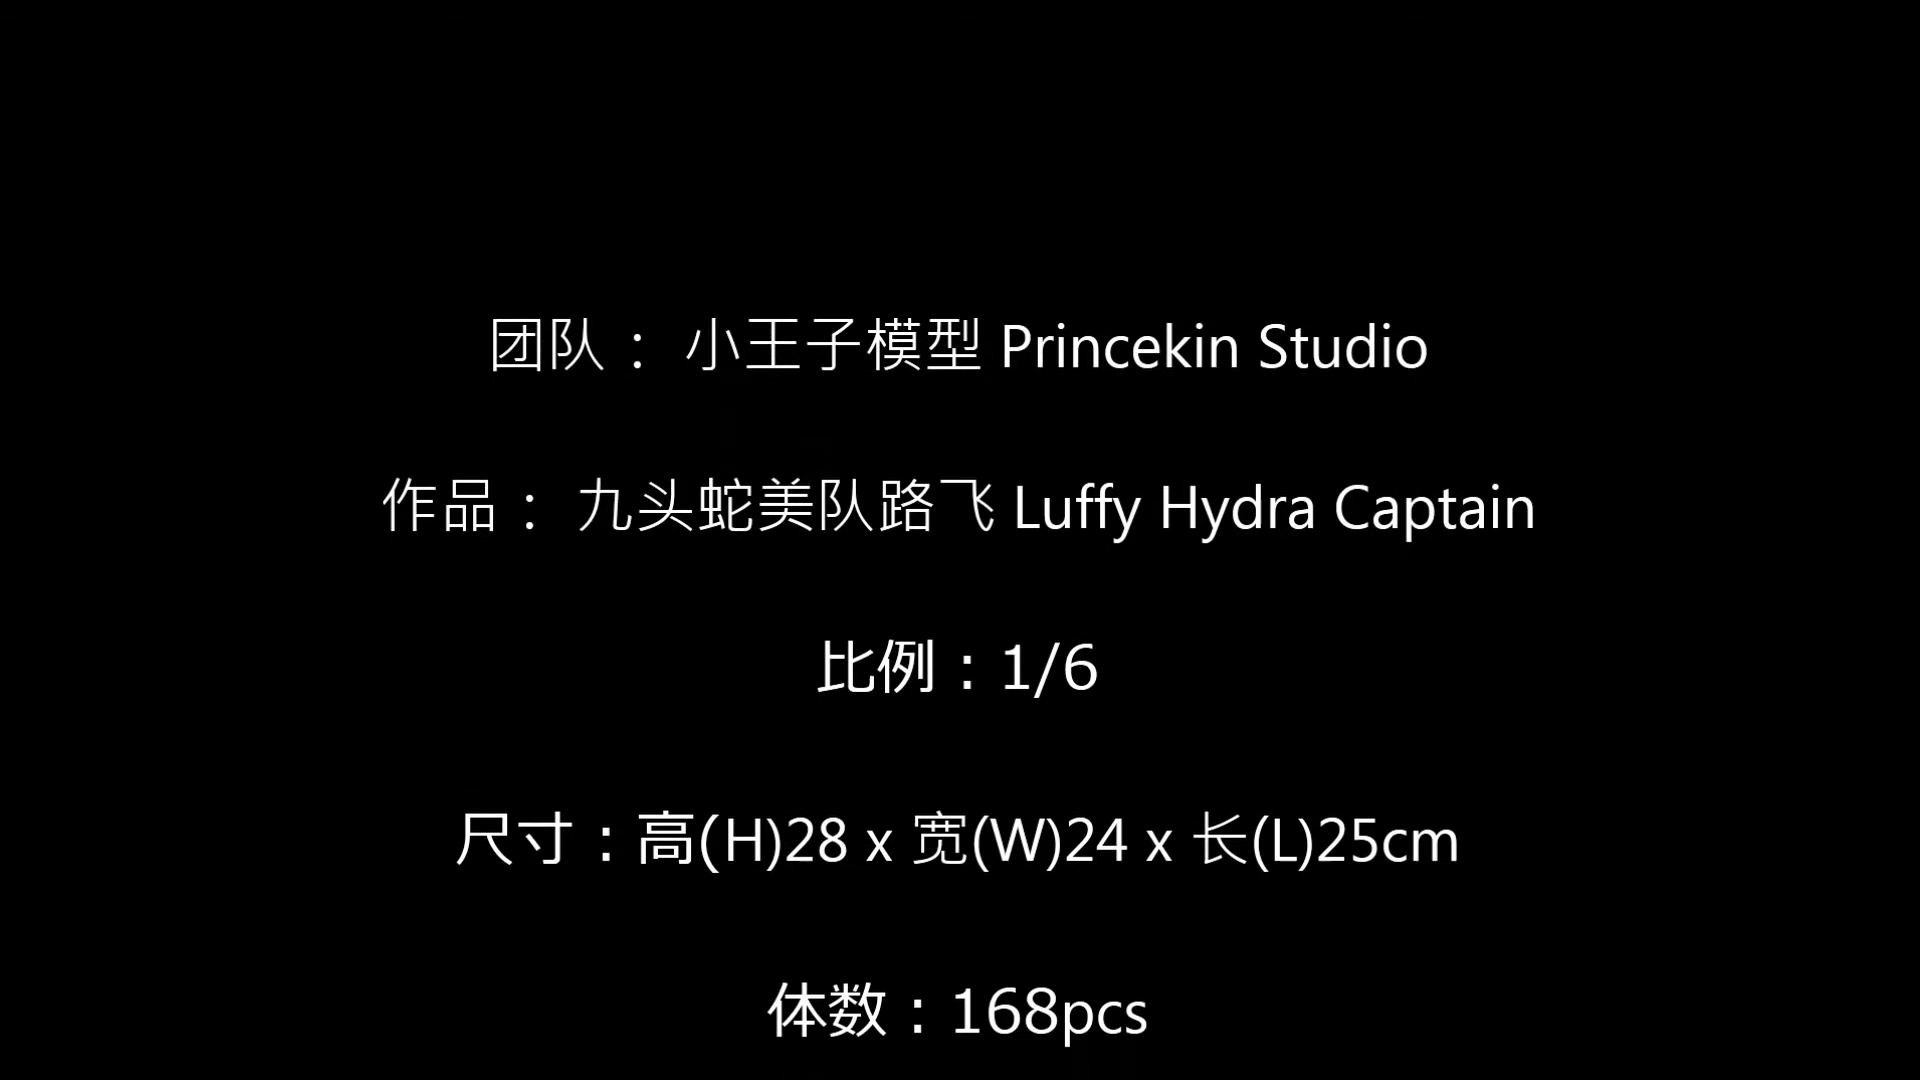 团队： 小王子模型 Princekin Studio
作品： 九头蛇美队路飞 Luffy Hydra Captain
比例：1/6
尺寸：高(H)28 x 宽(W)24 x 长(L)25cm
体数：168pcs